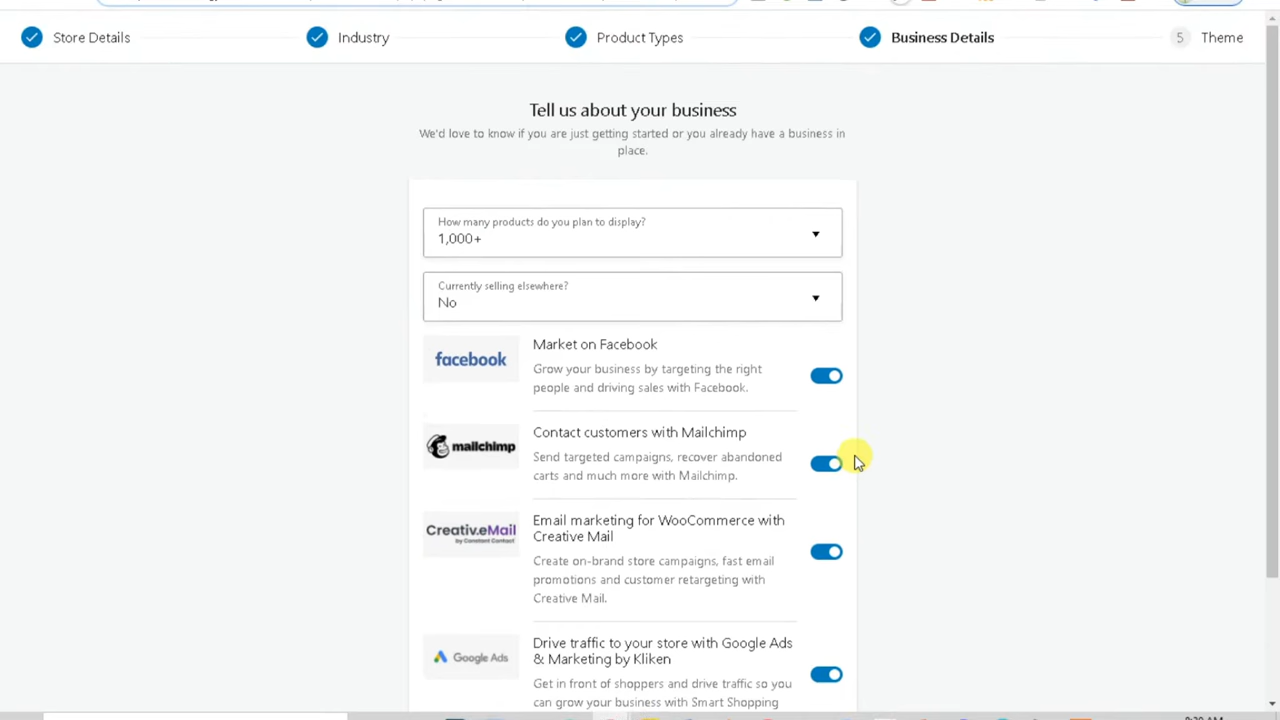 Store Details
Industry
Product Types
Business Details
5
Theme
Tell us about your business
We'd love to know if you are just getting started or you already have a business in
place.
How many products do you plan to display?
1,000+
Currently selling elsewhere?
No
facebook
Market on Facebook
Grow your business by targeting the right
people and driving sales with Facebook.
mailchimp
Contact customers with Mailchimp
Send targeted campaigns, recover abandoned
carts and much more with Mailchimp.
Creativ.eMail
by Constant Contact
Email marketing for WooCommerce with
Creative Mail
Create on-brand store campaigns, fast email
promotions and customer retargeting with
Creative Mail.
Google Ads
Drive traffic to your store with Google Ads
& Marketing by Kliken
Get in front of shoppers and drive traffic so you
can grow your business with Smart Shopping